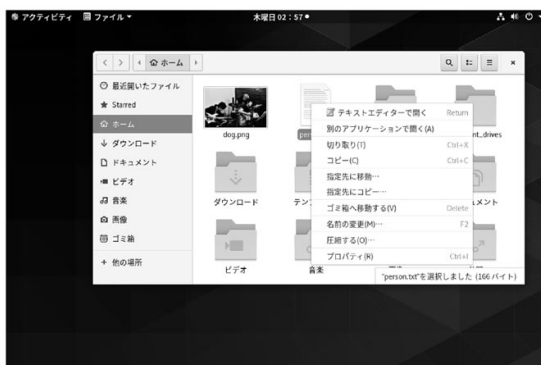 アクティビティ
ファイル
木曜日 02:57
ホーム
最近開いたファイル
Starred
ホーム
ダウンロード
ドキュメント
ビデオ
音楽
画像
ゴミ箱
他の場所
dog.png
ダウンロード
ビデオ
音楽
テキストエディターで開く Return
別のアプリケーションで開く(A)
切り取り(T) Ctrl+X
コピー(C) Ctrl+C
指定先に移動…
指定先にコピー…
ゴミ箱へ移動する(V) Delete
名前の変更(M)… F2
圧縮する(O)…
プロパティ(R) Ctrl+I
"person.txt"を選択しました (166 バイト)